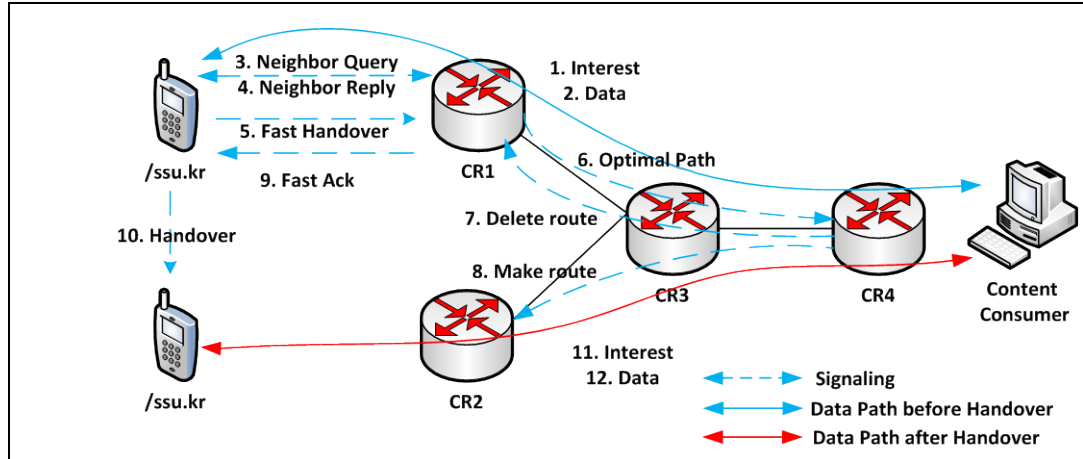 3. Neighbor Query
4. Neighbor Reply
1. Interest
2. Data
5. Fast Handover
6. Optimal Path
/ssu.kr
9. Fast Ack
CR1
7. Delete route
10. Handover
8. Make route
CR3
CR4
Content
Consumer
11. Interest
12. Data
/ssu.kr
CR2
Signaling
Data Path before Handover
Data Path after Handover